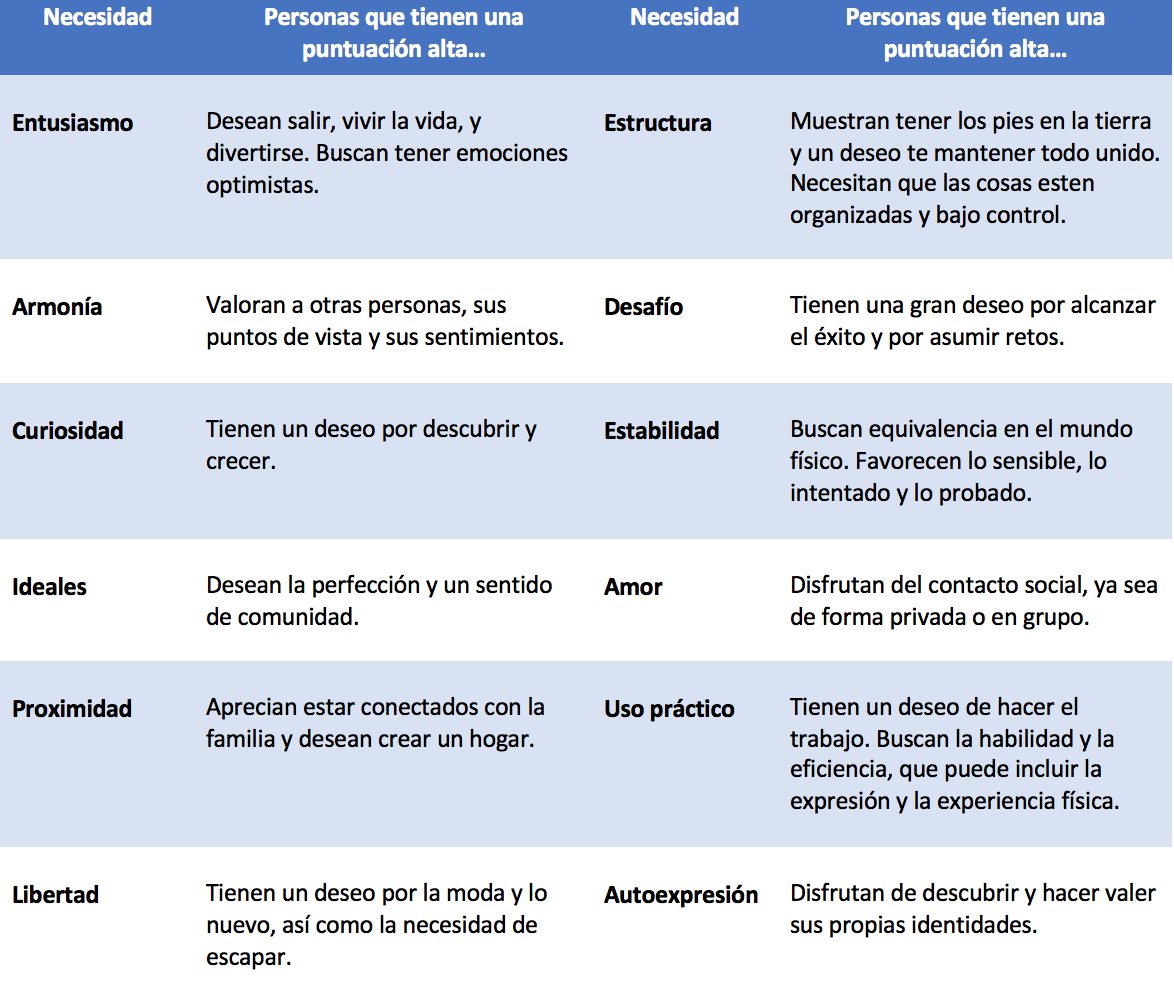 Necesidad
Personas que tienen una
puntuación alta...
Necesidad
Personas que tienen una
puntuación alta...
Entusiasmo
Desean salir, vivir la vida, y
divertirse. Buscan tener emociones
optimistas.
Estructura
Muestran tener los pies en la tierra
y un deseo te mantener todo unido.
Necesitan que las cosas esten
organizadas y bajo control.
Armonía
Valoran a otras personas, sus
puntos de vista y sus sentimientos.
Desafío
Tienen una gran deseo por alcanzar
el éxito y por asumir retos.
Curiosidad
Tienen un deseo por descubrir y
crecer.
Estabilidad
Buscan equivalencia en el mundo
físico. Favorecen lo sensible, lo
intentado y lo probado.
Ideales
Desean la perfección y un sentido
de comunidad.
Amor
Disfrutan del contacto social, ya sea
de forma privada o en grupo.
Proximidad
Aprecian estar conectados con la
familia y desean crear un hogar.
Uso práctico
Tienen un deseo de hacer el
trabajo. Buscan la habilidad y la
eficiencia, que puede incluir la
expresión y la experiencia física.
Libertad
Tienen un deseo por la moda y lo
nuevo, así como la necesidad de
escapar.
Autoexpresión
Disfrutan de descubrir y hacer valer
sus propias identidades.